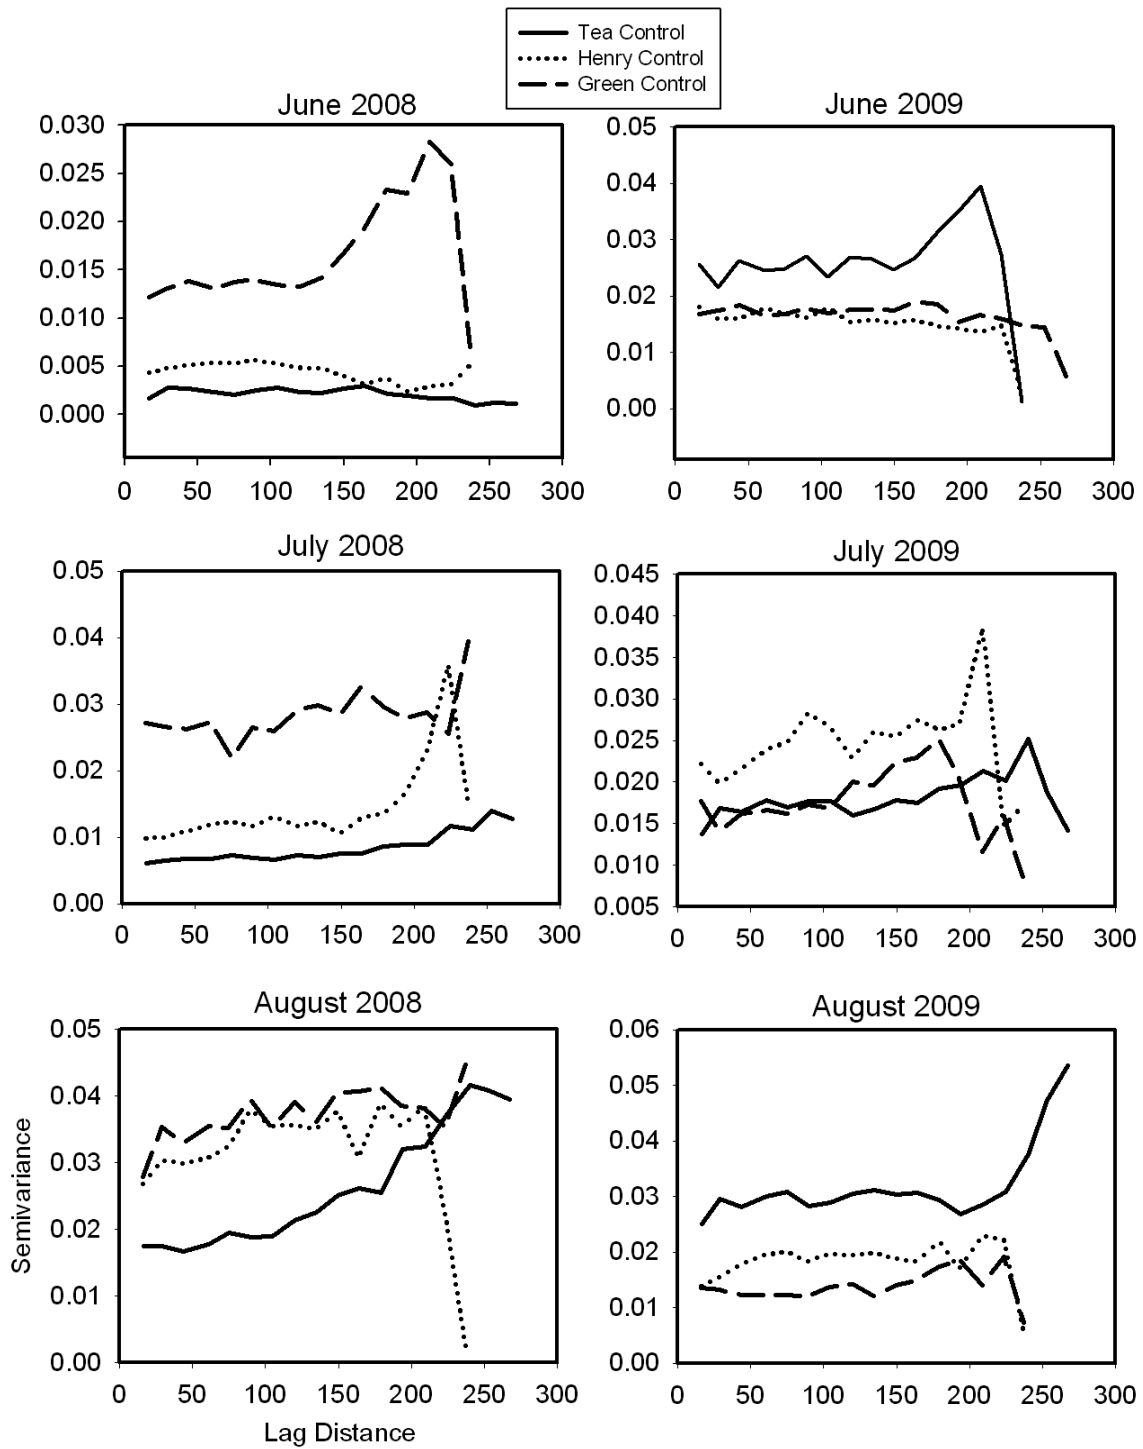 Tea Control
Henry Control
Green Control
June 2008
0.030
0.025
0.020
0.015
0.010
0.005
0.000
0 50 100 150 200 250 300
June 2009
0.05
0.04
0.03
0.02
0.01
0.00
0 50 100 150 200 250 300
July 2008
0.05
0.04
0.03
0.02
0.01
0.00
0 50 100 150 200 250 300
July 2009
0.045
0.040
0.035
0.030
0.025
0.020
0.015
0.010
0.005
0 50 100 150 200 250 300
August 2008
0.05
0.04
0.03
0.02
0.01
0.00
Semivariance
0 50 100 150 200 250 300
Lag Distance
August 2009
0.06
0.05
0.04
0.03
0.02
0.01
0.00
0 50 100 150 200 250 300